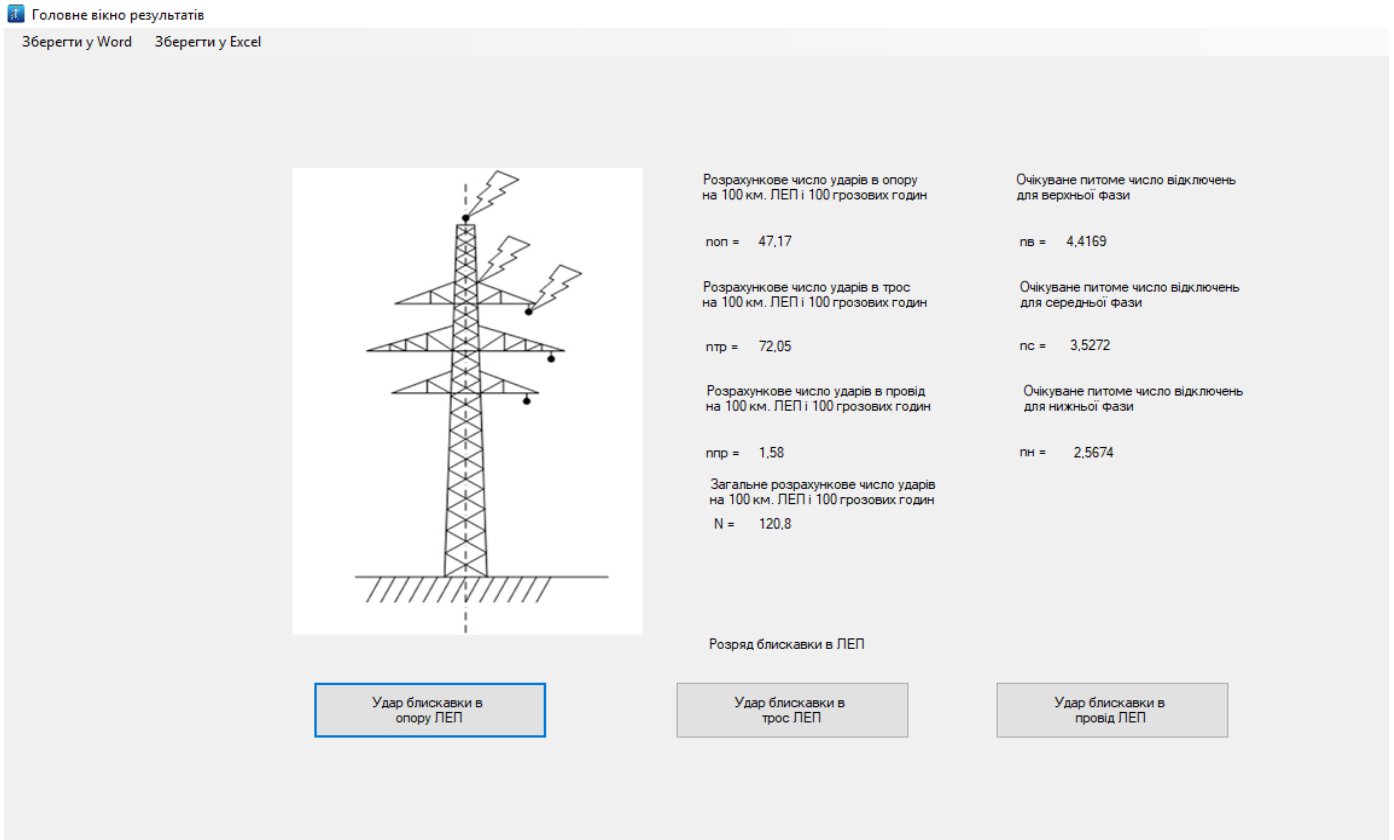 Головне вікно результатів
Зберегти у Word Зберегти у Excel
Розрахункове число ударів в опору
на 100 км. ЛЕП і 100 грозових годин
nоп = 47,17
Розрахункове число ударів в трос
на 100 км. ЛЕП і 100 грозових годин
nтр = 72,05
Розрахункове число ударів в провід
на 100 км. ЛЕП і 100 грозових годин
nпр = 1,58
Загальне розрахункове число ударів
на 100 км. ЛЕП і 100 грозових годин
N = 120,8
Очікуване питоме число відключень
для верхньої фази
nв = 4,4169
Очікуване питоме число відключень
для середньої фази
nс = 3,5272
Очікуване питоме число відключень
для нижньої фази
nн = 2,5674
Розряд блискавки в ЛЕП
Удар блискавки в
опору ЛЕП
Удар блискавки в
трос ЛЕП
Удар блискавки в
провід ЛЕП